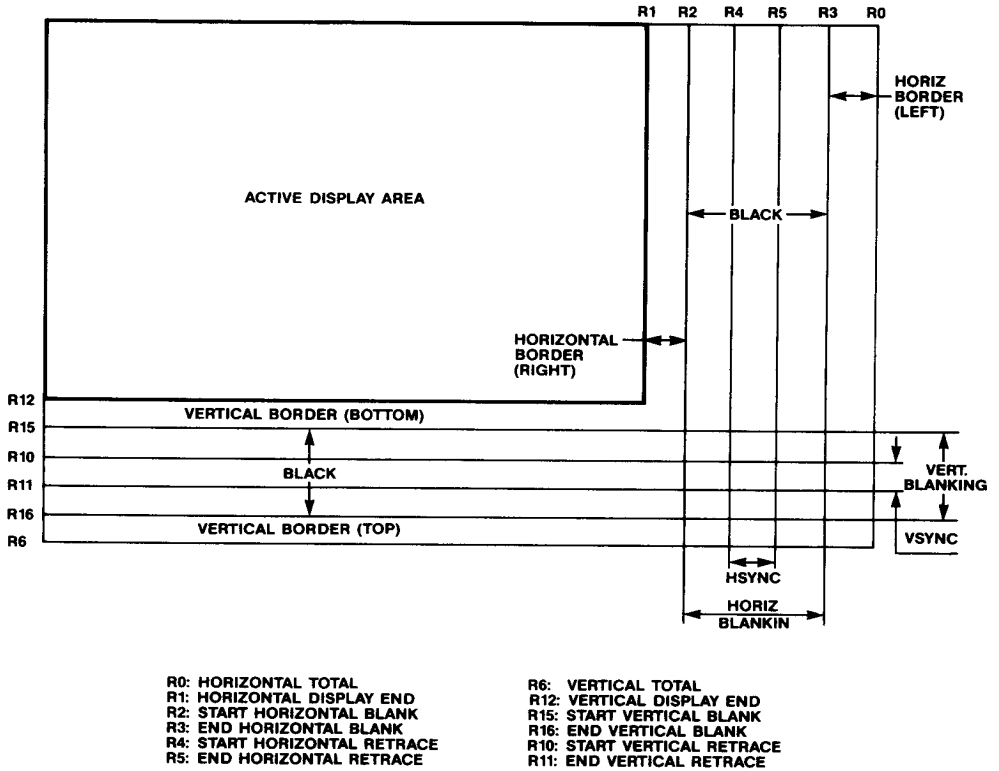 R1 R2 R4 R5 R3 R0
HORIZ
BORDER
(LEFT)
ACTIVE DISPLAY AREA
BLACK
HORIZONTAL
BORDER
(RIGHT)
R12
VERTICAL BORDER (BOTTOM)
R15
R10
BLACK
VERT.
BLANKING
R11
R16
VERTICAL BORDER (TOP)
R6
VSYNC
HSYNC
HORIZ
BLANKIN
R0: HORIZONTAL TOTAL
R1: HORIZONTAL DISPLAY END
R2: START HORIZONTAL BLANK
R3: END HORIZONTAL BLANK
R4: START HORIZONTAL RETRACE
R5: END HORIZONTAL RETRACE
R6: VERTICAL TOTAL
R12: VERTICAL DISPLAY END
R15: START VERTICAL BLANK
R16: END VERTICAL BLANK
R10: START VERTICAL RETRACE
R11: END VERTICAL RETRACE